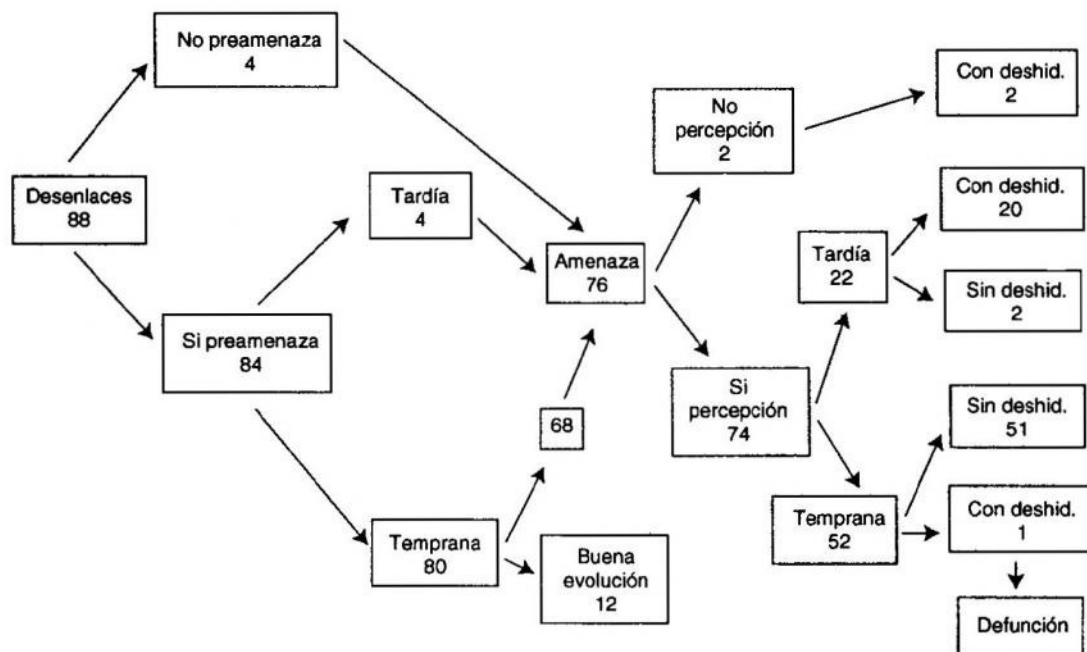 No preamenaza
4
Desenlaces
88
Si preamenaza
84
Tardía
4
Temprana
80
68
Buena
evolución
12
Amenaza
76
No
percepción
2
Si
percepción
74
Tardía
22
Temprana
52
Con deshid.
2
Con deshid.
20
Sin deshid.
2
Sin deshid.
51
Con deshid.
1
Defunción